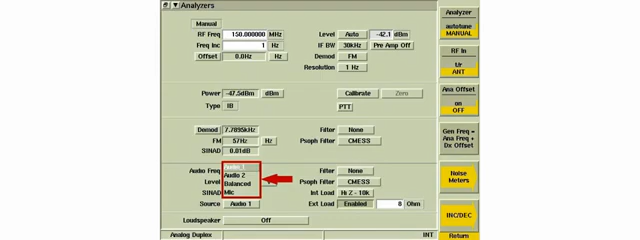 Analyzers
Manual
RF Freq 150.000000 MHz Level Auto -42.1 dBm
Freq Inc 1 Hz IF BW 30kHz Pre Amp Off
Offset 0.0Hz Demod FM
Resolution 1 Hz
Power -47.5dBm dBm Calibrate Zero
Type IB PTT
Demod 7.7895kHz Filter None
FM 57Hz Hz Psoph Filter CMESS
SINAD 0.01dB
Audio Freq Audio 1 Filter None
Level Audio 2 Psoph Filter CMESS
Balanced
SINAD Mic Int Load Hi Z - 10k
Source Audio 1 Ext Load Enabled 8 Ohm
Loudspeaker Off
Analog Duplex INT
Analyzer
autotune
MANUAL
RF In
t/r
ANT
Ana Offset
on
OFF
Gen Freq =
Ana Freq +
Dx Offset
Noise
Meters
INC/DEC
Return